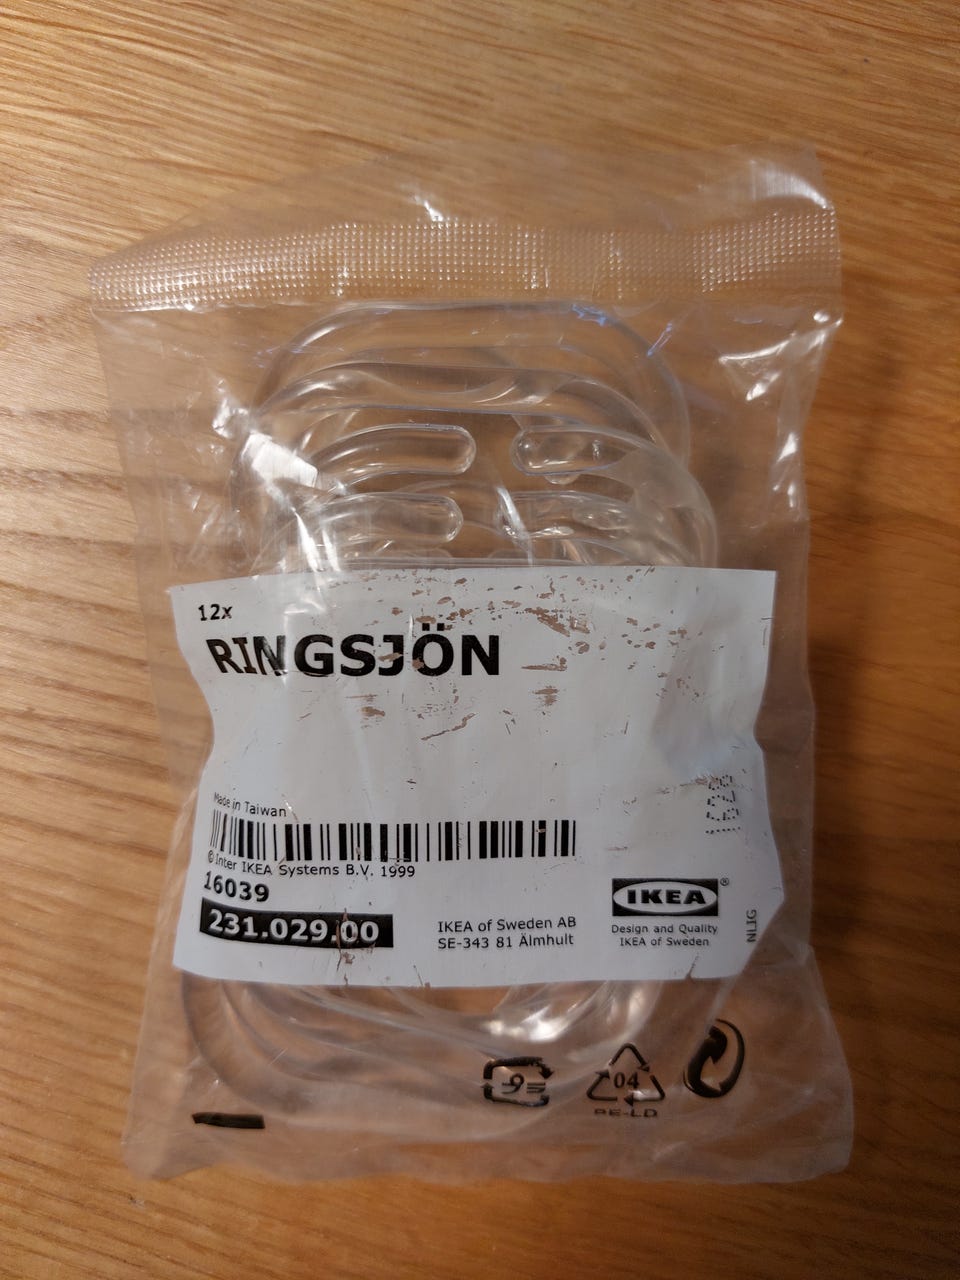 12x
RINGSJÖN
Made in Taiwan
© Inter IKEA Systems B.V. 1999
16039
231.029.00
IKEA of Sweden AB
SE-343 81 Älmhult
IKEA®
Design and Quality
IKEA of Sweden
NLIG
04
PE-LD